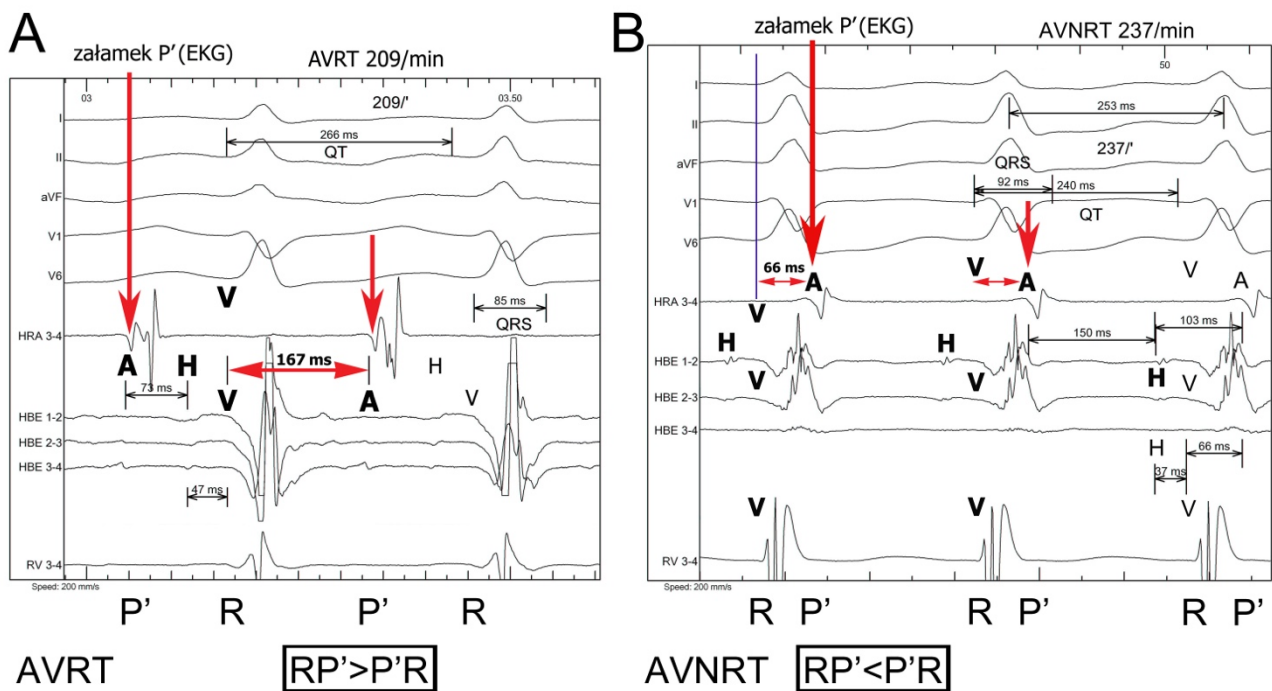 A
załamek P'(EKG)
AVRT 209/min
03
03.50
209/'
I
266 ms
II
QT
aVF
V1
V6
V
85 ms
QRS
HRA 3-4
A H
167 ms
H
73 ms
V A V
HBE 1-2
HBE 2-3
HBE 3-4
47 ms
RV 3-4
Speed: 200 mm/s
P' R P' R
AVRT RP'>P'R
B
załamek P'(EKG)
AVNRT 237/min
50
I
253 ms
II
237/'
aVF
QRS
92 ms
240 ms
V1
QT
V6
66 ms
V V
A A A
HRA 3-4
V
150 ms
103 ms
H H
HBE 1-2
V V H V
HBE 2-3
HBE 3-4
H
66 ms
37 ms
V V V
RV 3-4
Speed: 200 mm/s
R P' R P' R P'
AVNRT RP'<P'R